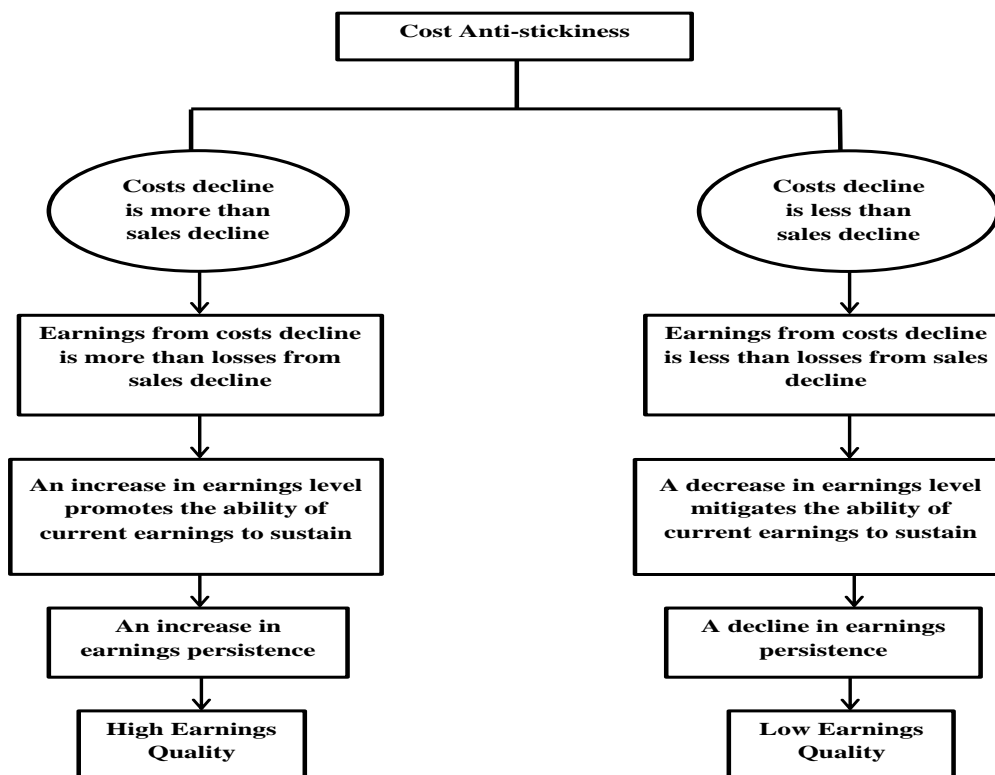 Cost Anti-stickiness
Costs decline
is more than
sales decline
Costs decline
is less than
sales decline
Earnings from costs decline
is more than losses from
sales decline
Earnings from costs decline
is less than losses from sales
decline
An increase in earnings level
promotes the ability of
current earnings to sustain
A decrease in earnings level
mitigates the ability of
current earnings to sustain
An increase in
earnings persistence
A decline in earnings
persistence
High Earnings
Quality
Low Earnings
Quality